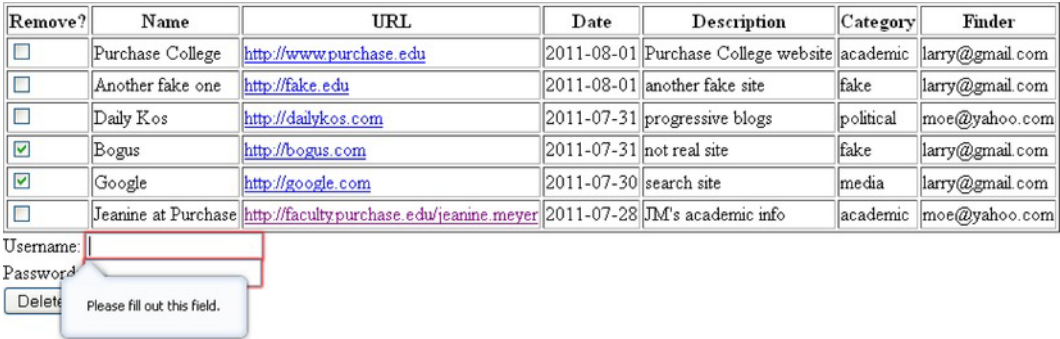 Remove? Name URL Date Description Category Finder
Purchase College http://www.purchase.edu 2011-08-01 Purchase College website academic larry@gmail.com
Another fake one http://fake.edu 2011-08-01 another fake site fake larry@gmail.com
Daily Kos http://dailykos.com 2011-07-31 progressive blogs political moe@yahoo.com
Bogus http://bogus.com 2011-07-31 not real site fake larry@gmail.com
Google http://google.com 2011-07-30 search site media larry@gmail.com
Jeanine at Purchase http://faculty.purchase.edu/jeanine.meyer 2011-07-28 JM's academic info academic moe@yahoo.com
Username:
Password
Delete
Please fill out this field.